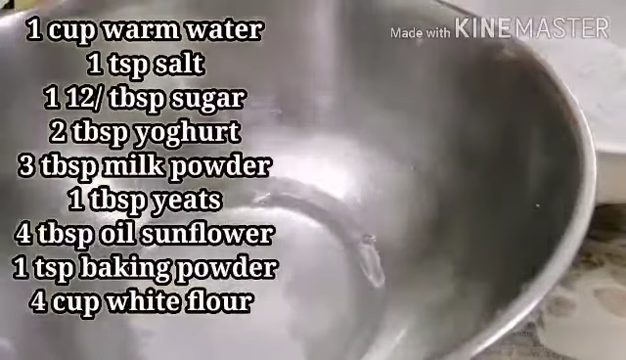 1 cup warm water
1 tsp salt
1 12/ tbsp sugar
2 tbsp yoghurt
3 tbsp milk powder
1 tbsp yeats
4 tbsp oil sunflower
1 tsp baking powder
4 cup white flour
Made with KINEMASTER